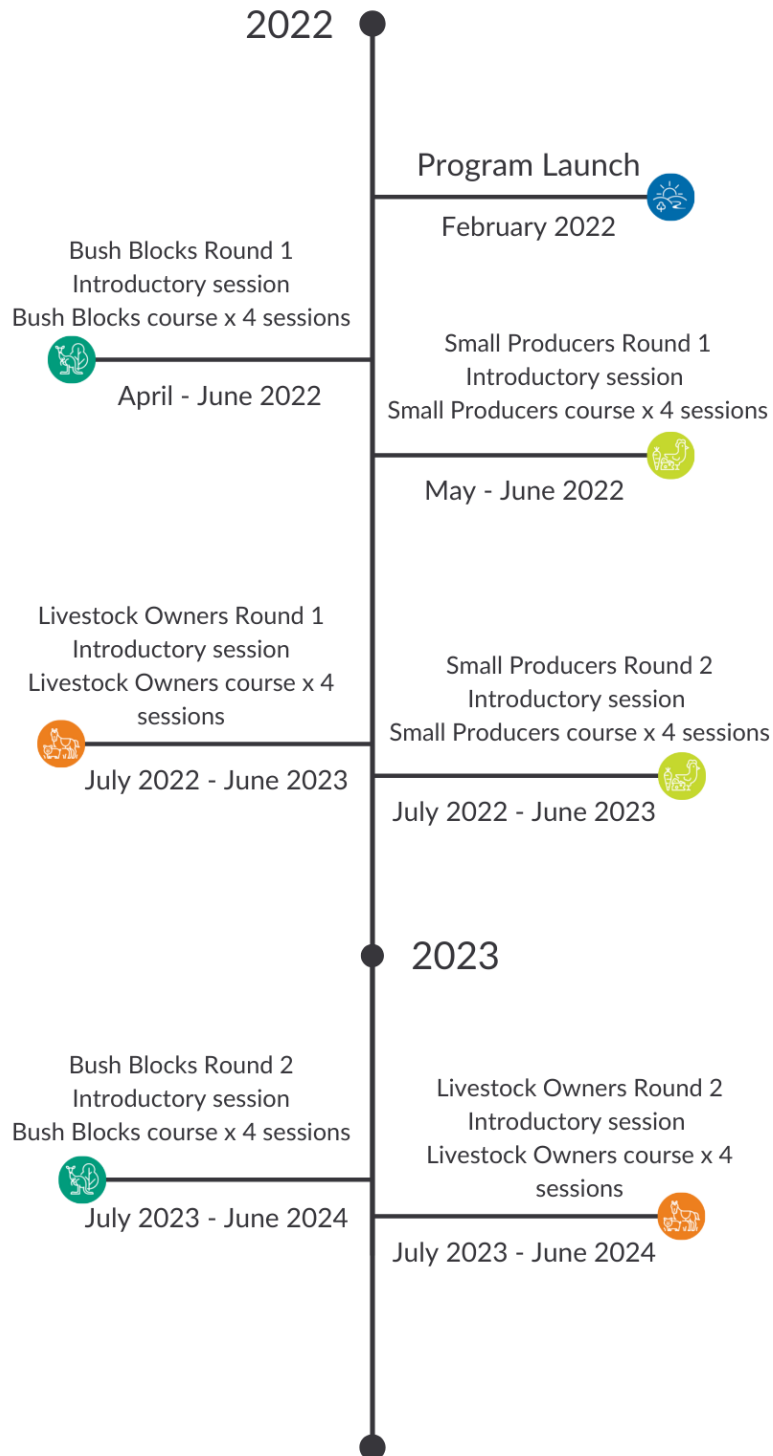 2022
Program Launch
February 2022
Bush Blocks Round 1
Introductory session
Bush Blocks course x 4 sessions
April - June 2022
Small Producers Round 1
Introductory session
Small Producers course x 4 sessions
May - June 2022
Livestock Owners Round 1
Introductory session
Livestock Owners course x 4
sessions
July 2022 - June 2023
Small Producers Round 2
Introductory session
Small Producers course x 4 sessions
July 2022 - June 2023
2023
Bush Blocks Round 2
Introductory session
Bush Blocks course x 4 sessions
July 2023 - June 2024
Livestock Owners Round 2
Introductory session
Livestock Owners course x 4
sessions
July 2023 - June 2024